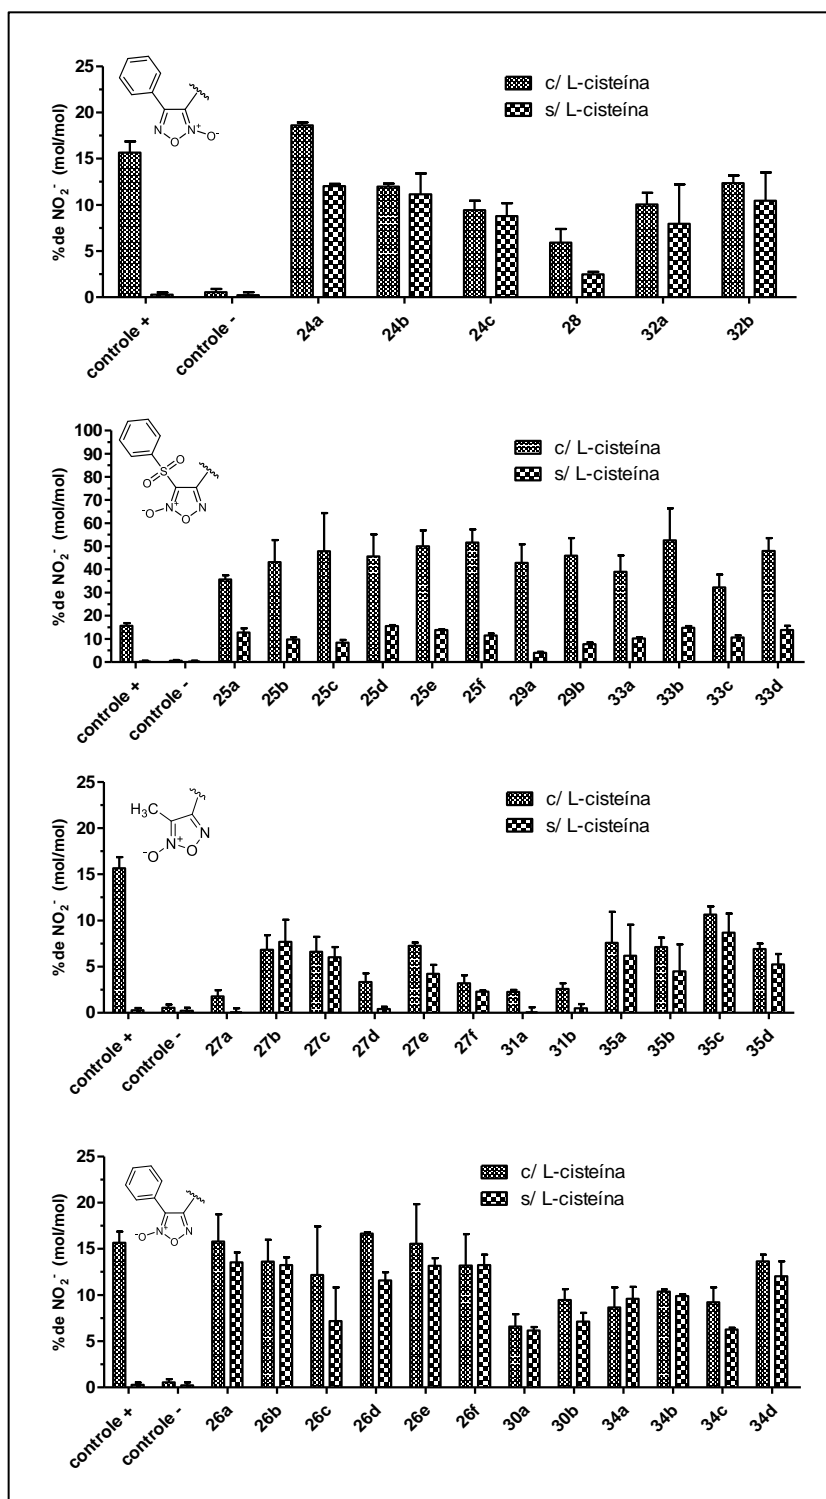 25
20
15
10
5
0
% de NO₂⁻ (mol/mol)
N
O
N⁺
O⁻
c/ L-cisteína
s/ L-cisteína
controle +
controle -
24a
24b
24c
28
32a
32b
100
90
80
70
60
50
40
30
20
10
0
% de NO₂⁻ (mol/mol)
O
S
O
⁻O
N⁺
O
N
c/ L-cisteína
s/ L-cisteína
controle +
controle -
25a
25b
25c
25d
25e
25f
29a
29b
33a
33b
33c
33d
25
20
15
10
5
0
% de NO₂⁻ (mol/mol)
H₃C
N
⁻O
N⁺
O
c/ L-cisteína
s/ L-cisteína
controle +
controle -
27a
27b
27c
27d
27e
27f
31a
31b
35a
35b
35c
35d
25
20
15
10
5
0
% de NO₂⁻ (mol/mol)
⁻O
N⁺
O
N
c/ L-cisteína
s/ L-cisteína
controle +
controle -
26a
26b
26c
26d
26e
26f
30a
30b
34a
34b
34c
34d